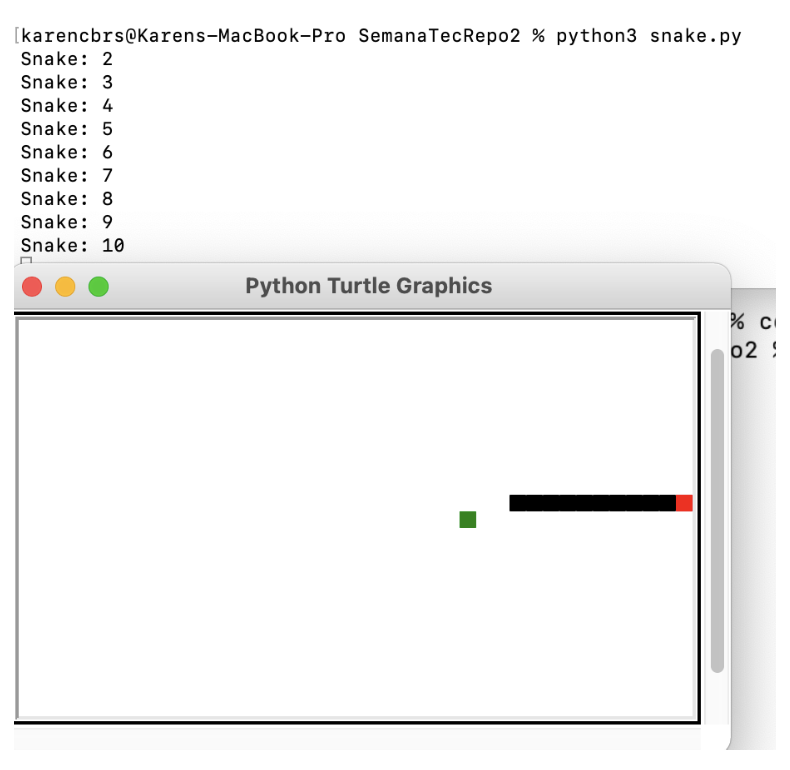 [karencbrs@Karens-MacBook-Pro SemanaTecRepo2 % python3 snake.py
Snake: 2
Snake: 3
Snake: 4
Snake: 5
Snake: 6
Snake: 7
Snake: 8
Snake: 9
Snake: 10
Python Turtle Graphics
% c
o2 %